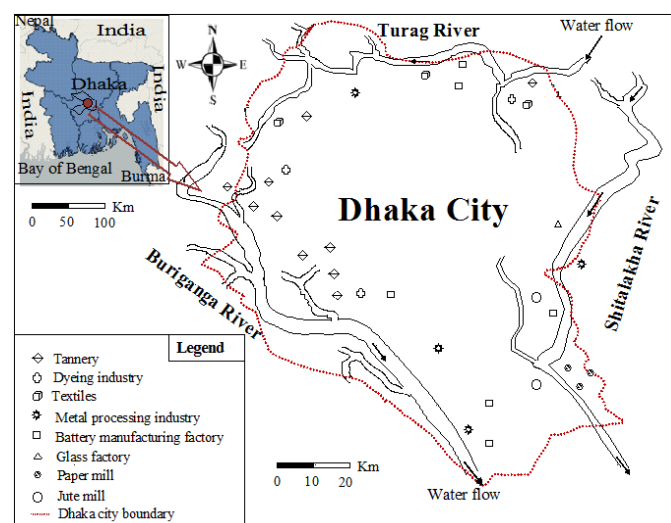 Nepal
India
Dhaka
India
India
Bay of Bengal
Burma
N
W
E
S
Km
0 50 100
Turag River
Water flow
Dhaka City
Buriganga River
Shitalakha River
Legend
Tannery
Dyeing industry
Textiles
Metal processing industry
Battery manufacturing factory
Glass factory
Paper mill
Jute mill
Dhaka city boundary
Km
0 10 20
Water flow